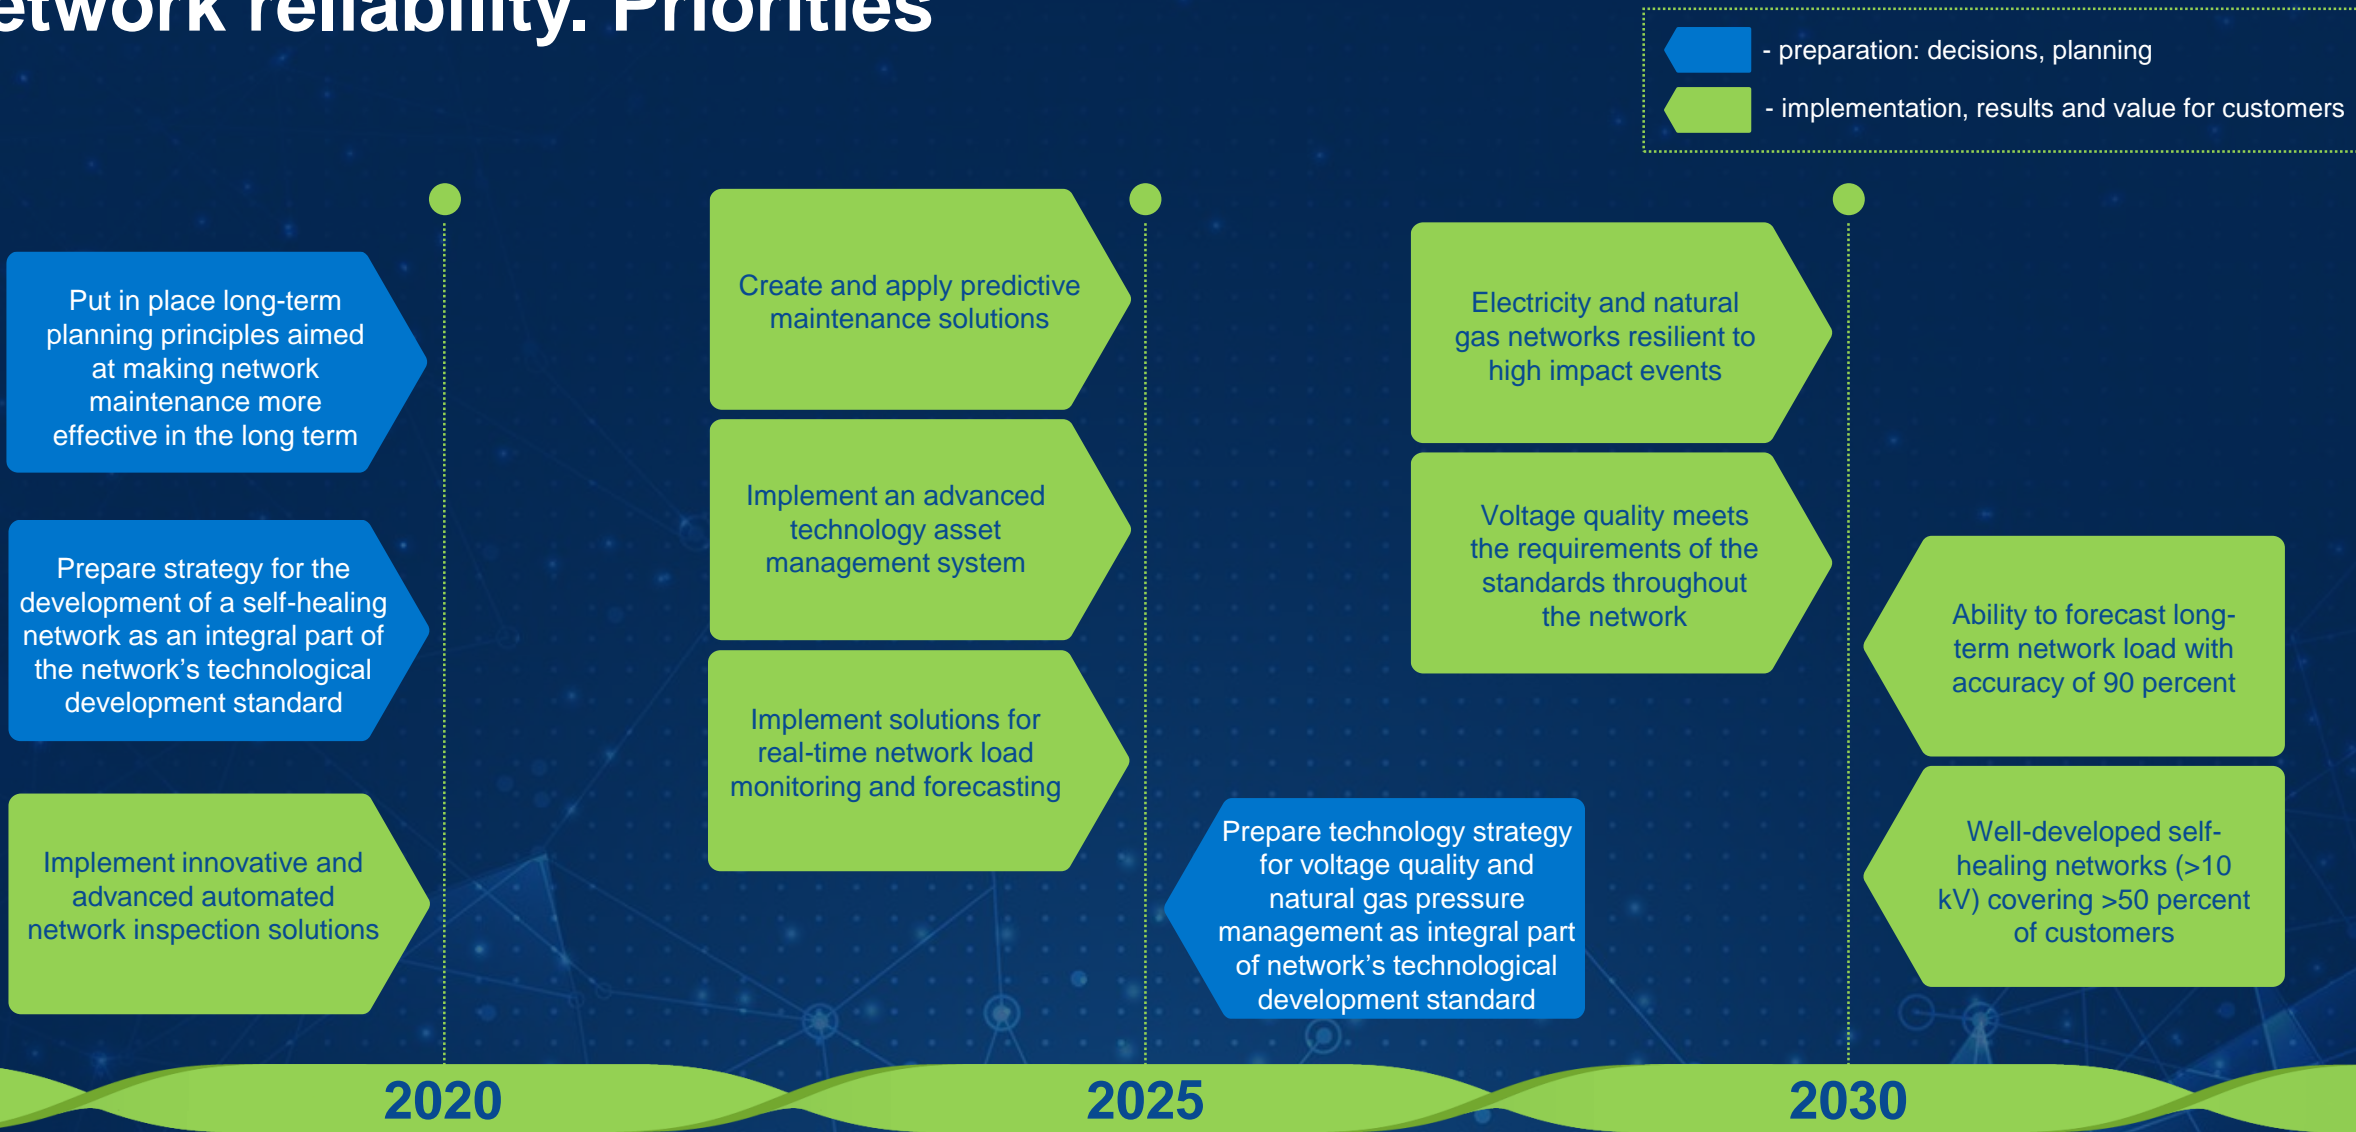 etwork reliability. Priorities
- preparation: decisions, planning
- implementation, results and value for customers
Put in place long-term
planning principles aimed
at making network
maintenance more
effective in the long term
Prepare strategy for the
development of a self-healing
network as an integral part of
the network’s technological
development standard
Implement innovative and
advanced automated
network inspection solutions
Create and apply predictive
maintenance solutions
Implement an advanced
technology asset
management system
Implement solutions for
real-time network load
monitoring and forecasting
Prepare technology strategy
for voltage quality and
natural gas pressure
management as integral part
of network’s technological
development standard
Electricity and natural
gas networks resilient to
high impact events
Voltage quality meets
the requirements of the
standards throughout
the network
Ability to forecast long-
term network load with
accuracy of 90 percent
Well-developed self-
healing networks (>10
kV) covering >50 percent
of customers
2020
2025
2030